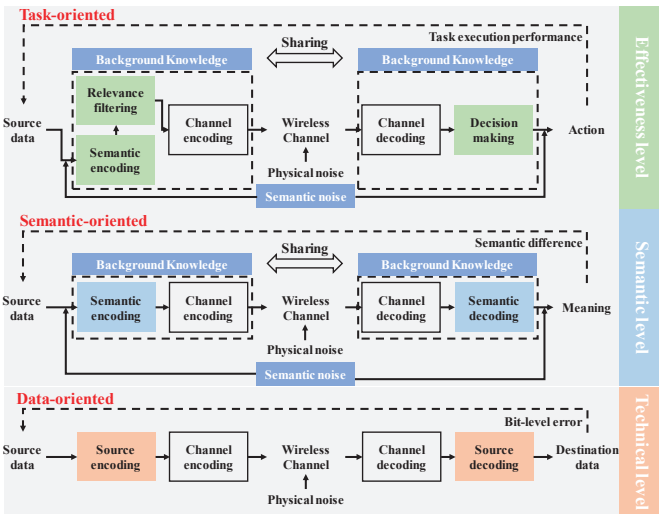 Task-oriented
Task execution performance
Sharing
Background Knowledge
Background Knowledge
Relevance
filtering
Source
data
Semantic
encoding
Channel
encoding
Wireless
Channel
Channel
decoding
Decision
making
Action
Physical noise
Semantic noise
Effectiveness level
Semantic-oriented
Semantic difference
Sharing
Background Knowledge
Background Knowledge
Source
data
Semantic
encoding
Channel
encoding
Wireless
Channel
Channel
decoding
Semantic
decoding
Meaning
Physical noise
Semantic noise
Semantic level
Data-oriented
Bit-level error
Source
data
Source
encoding
Channel
encoding
Wireless
Channel
Channel
decoding
Source
decoding
Destination
data
Physical noise
Technical level